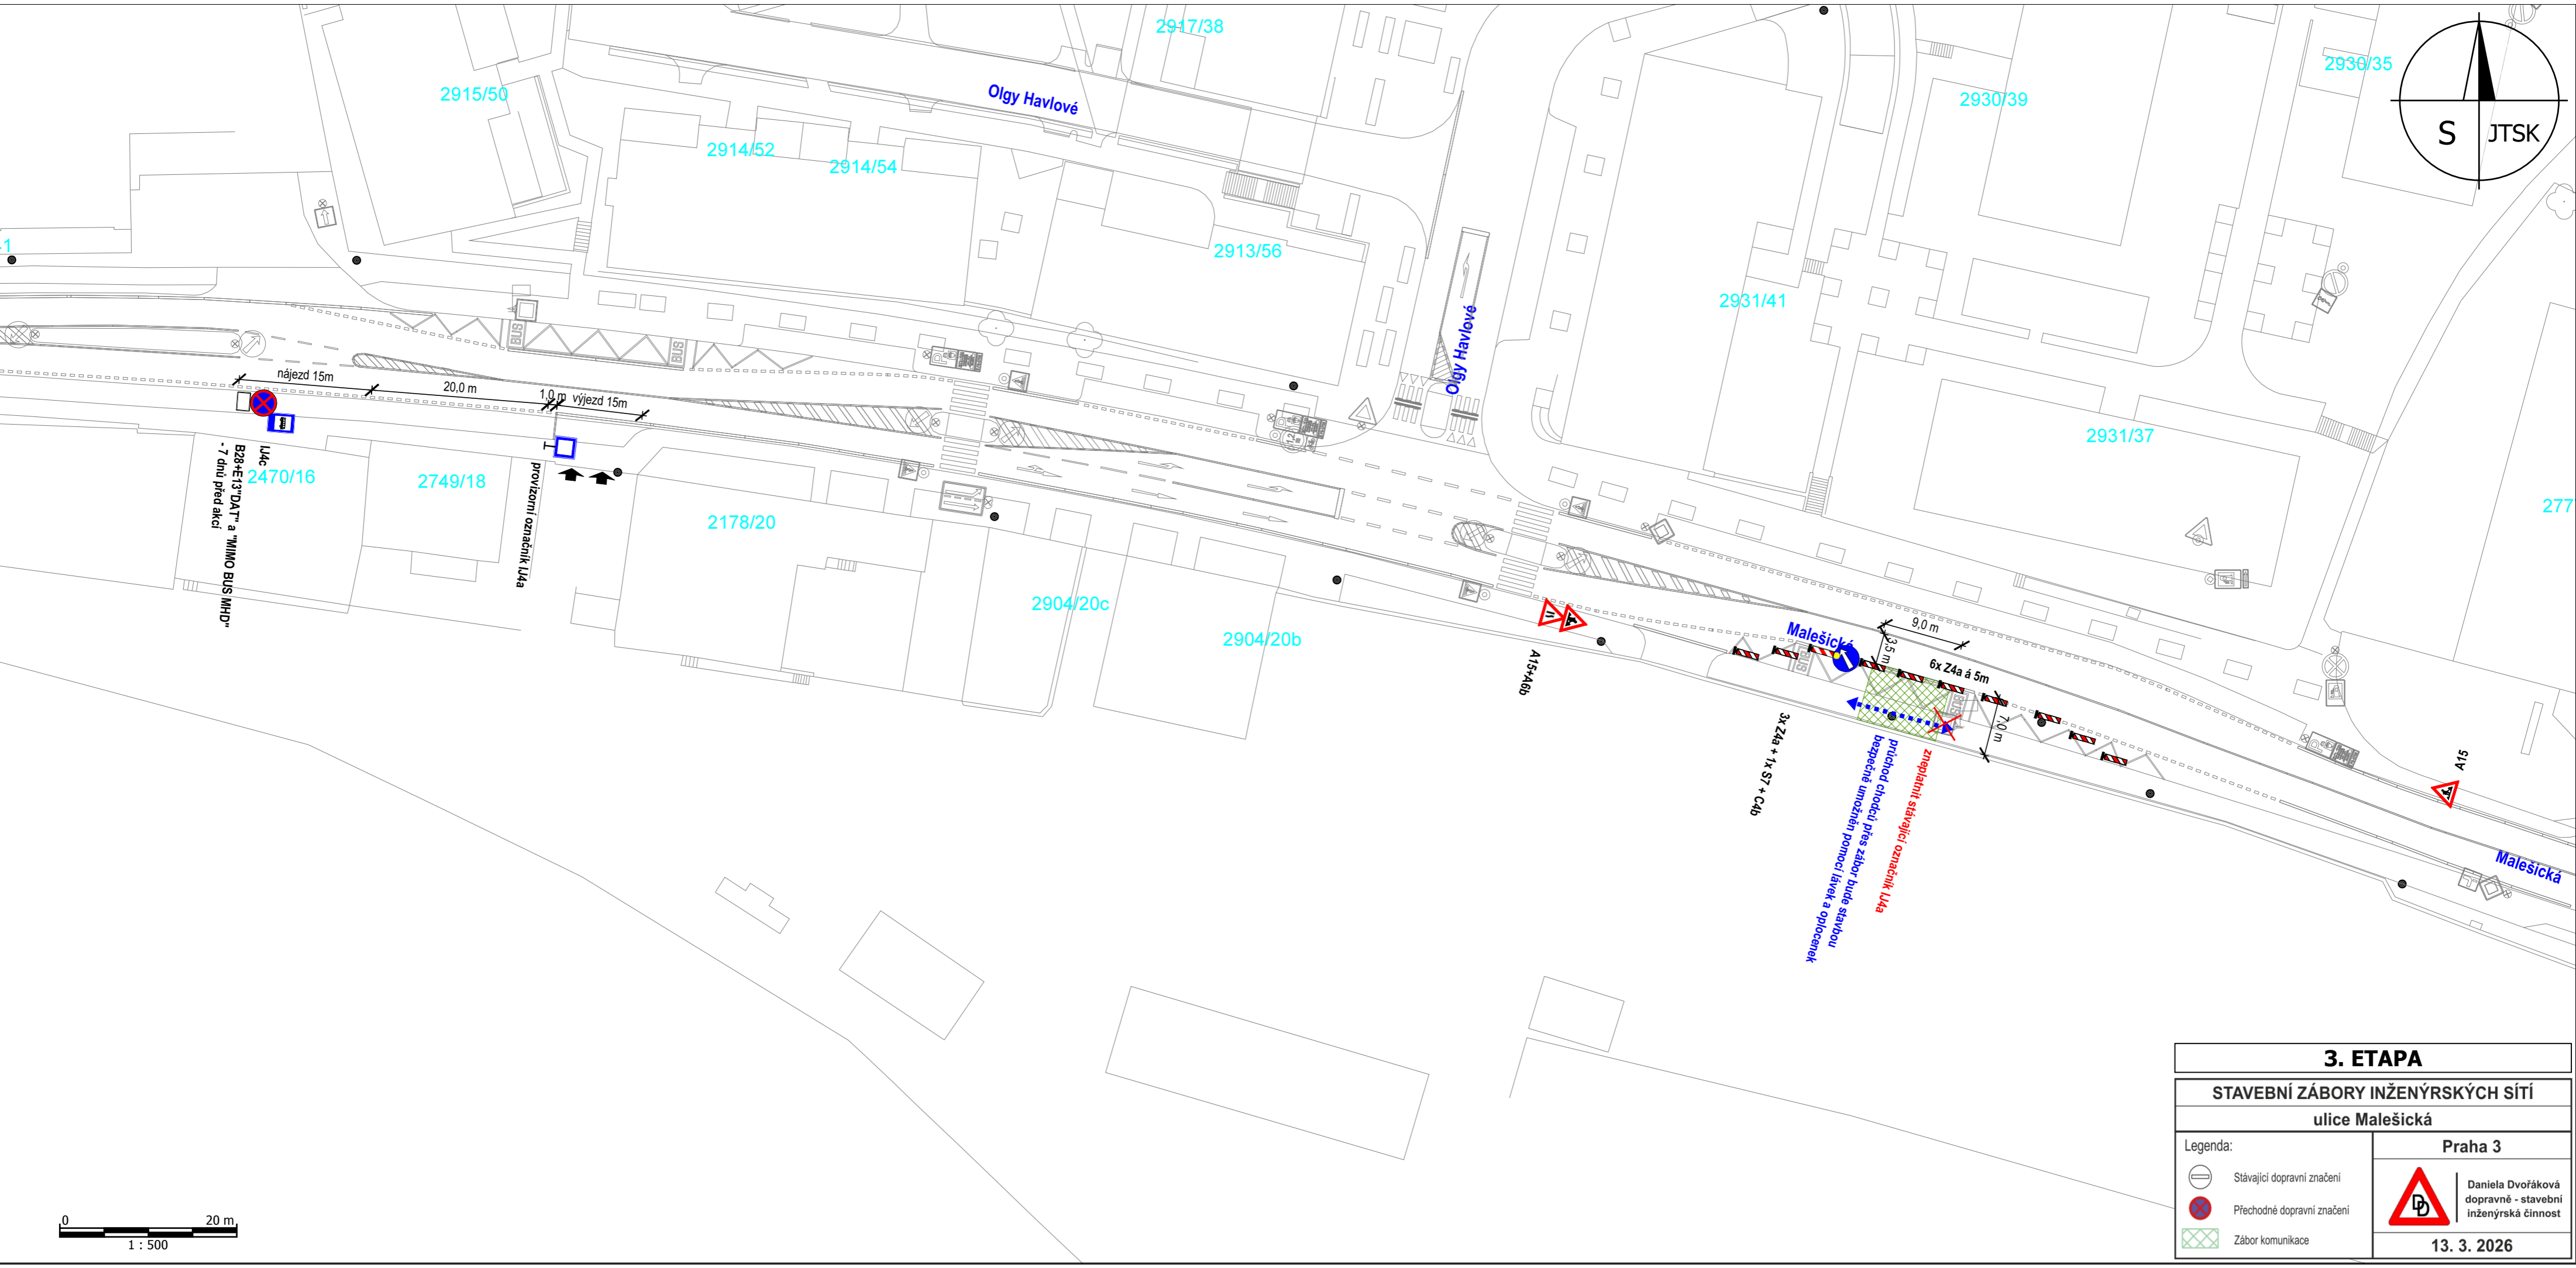 2917/38
2930/35
2915/50
Olgy Havlové
2930/39
S
JTSK
2914/52
2914/54
2913/56
2931/41
Olgy Havlové
BUS
BUS
nájezd 15m
20,0 m
1,0 m
výjezd 15m
2931/37
IJ4c
B28+E13"DAT" a "MIMO BUS MHD"
- 7 dnů před akcí
2470/16
2749/18
provizorní označník IJ4a
2178/20
2904/20c
2904/20b
A15+A6b
Malešická
9,0 m
3,5 m
6x Z4a á 5m
BUS
BUS
7,0 m
3x Z4a + 1x S7 + C4b
průchod chodců přes zábor bude stavbou
bezpečně umožněn pomocí lávek a oplocenek
zneplatnit stávající označník IJ4a
A15
Malešická
3. ETAPA
STAVEBNÍ ZÁBORY INŽENÝRSKÝCH SÍTÍ
ulice Malešická
Legenda:
Stávající dopravní značení
Přechodné dopravní značení
Zábor komunikace
Praha 3
DD
Daniela Dvořáková
dopravně - stavební
inženýrská činnost
13. 3. 2026
0
20 m
1 : 500